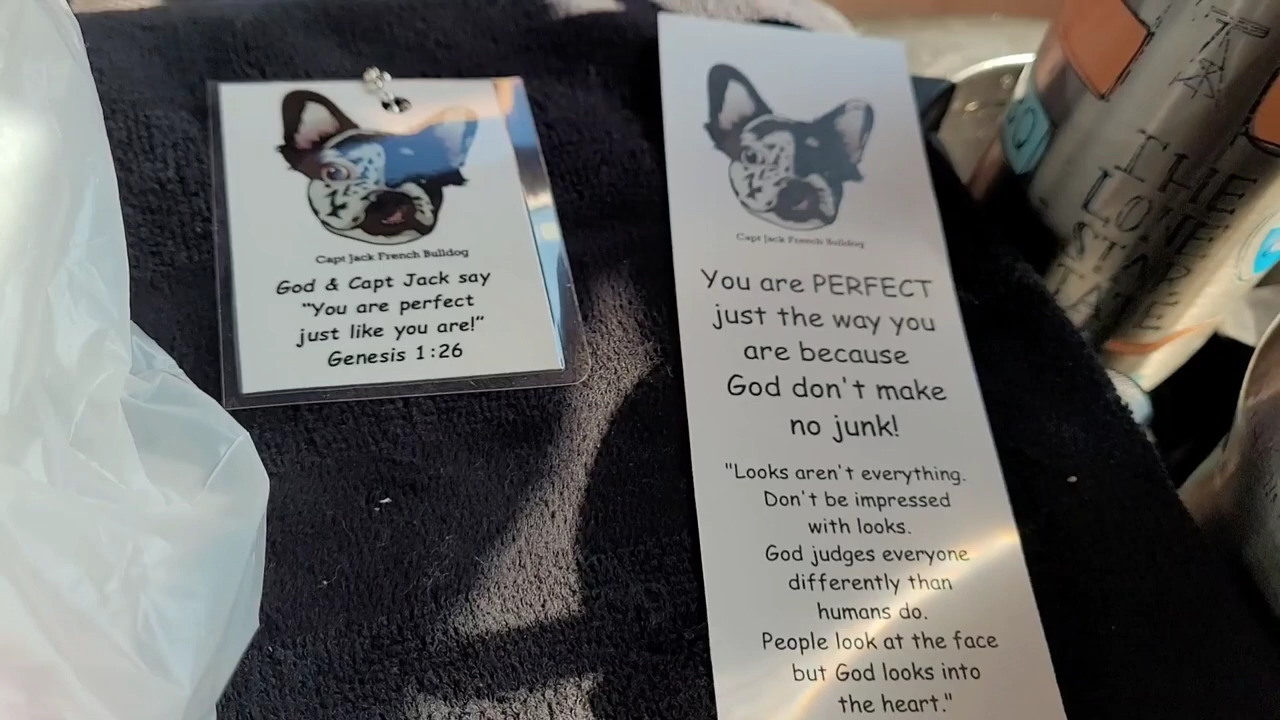 Capt Jack French Bulldog
God & Capt Jack say
"You are perfect
just like you are!"
Genesis 1:26
Capt Jack French Bulldog
You are PERFECT
just the way you
are because
God don't make
no junk!
"Looks aren't everything.
Don't be impressed
with looks.
God judges everyone
differently than
humans do.
People look at the face
but God looks into
the heart."
THE
LONE
STAR
STATE